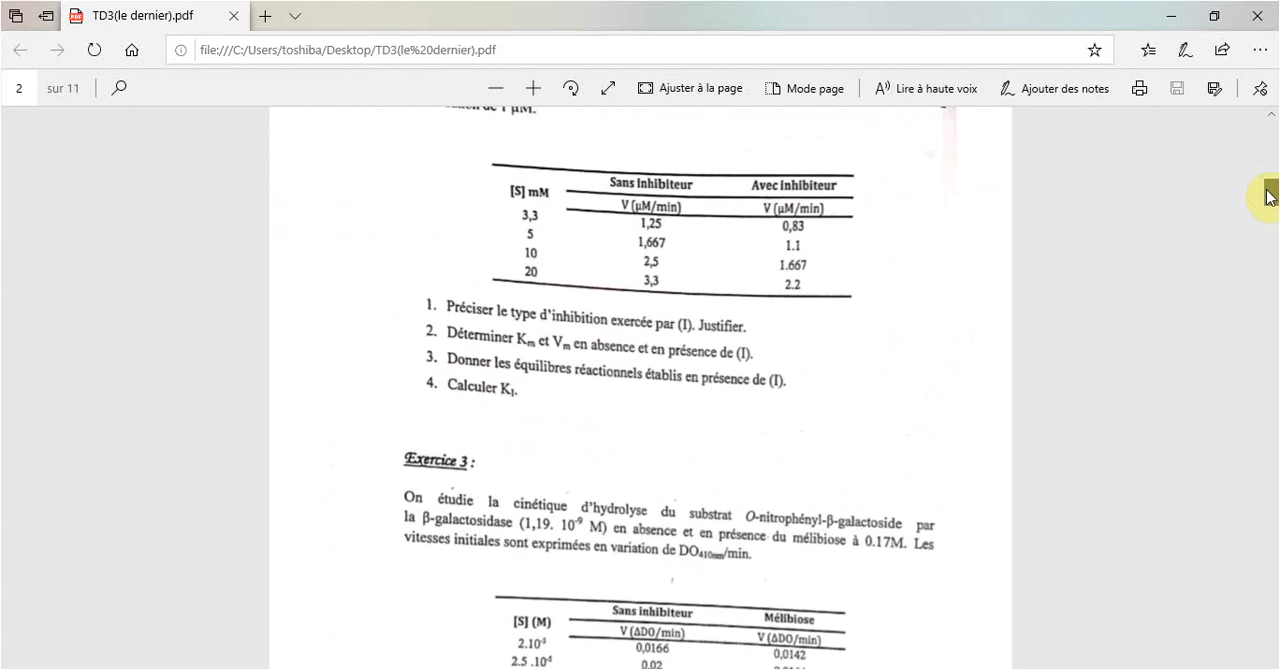 TD3(le dernier).pdf
file:///C:/Users/toshiba/Desktop/TD3(le%20dernier).pdf
2 sur 11
Ajuster à la page
Mode page
Lire à haute voix
Ajouter des notes
de 1 µM.
[S] mM Sans inhibiteur Avec inhibiteur
V (µM/min) V (µM/min)
3,3 1,25 0,83
5 1,667 1.1
10 2,5 1.667
20 3,3 2.2
1. Préciser le type d'inhibition exercée par (I). Justifier.
2. Déterminer Km et Vm en absence et en présence de (I).
3. Donner les équilibres réactionnels établis en présence de (I).
4. Calculer KI.
Exercice 3 :
On étudie la cinétique d'hydrolyse du substrat O-nitrophényl-β-galactoside par
la β-galactosidase (1,19. 10⁻⁹ M) en absence et en présence du mélibiose à 0.17M. Les
vitesses initiales sont exprimées en variation de DO410nm/min.
[S] (M) Sans inhibiteur Mélibiose
V (ΔDO/min) V (ΔDO/min)
2.10⁻⁵ 0,0166 0,0142
2.5 .10⁻⁵ 0.02